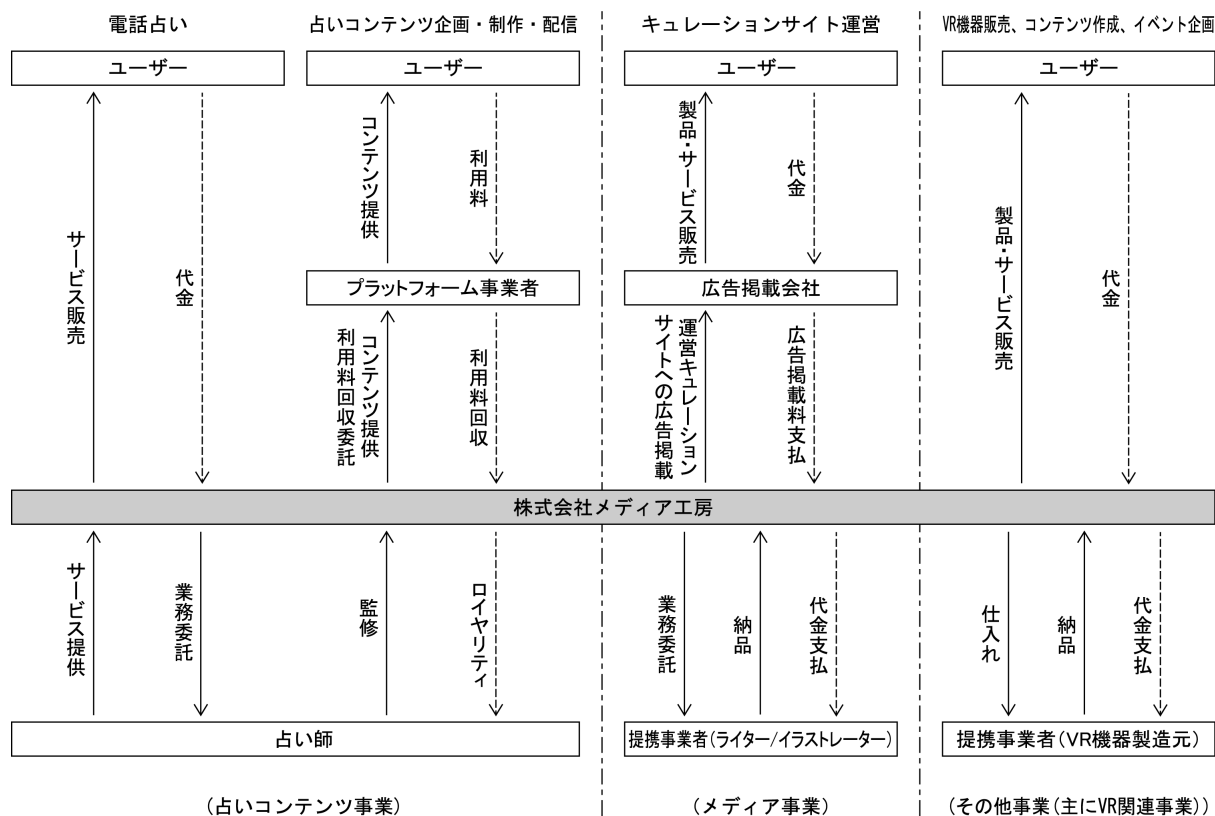 電話占い
占いコンテンツ企画・制作・配信
キュレーションサイト運営
VR機器販売、コンテンツ作成、イベント企画
ユーザー
ユーザー
ユーザー
ユーザー
サービス販売
代金
コンテンツ提供
利用料
製品・サービス販売
代金
製品・サービス販売
代金
プラットフォーム事業者
広告掲載会社
コンテンツ提供
利用料回収委託
利用料回収
運営キュレーション
サイトへの広告掲載
広告掲載料支払
株式会社メディア工房
サービス提供
業務委託
監修
ロイヤリティ
業務委託
納品
代金支払
仕入れ
納品
代金支払
占い師
提携事業者(ライター/イラストレーター)
提携事業者(VR機器製造元)
(占いコンテンツ事業)
(メディア事業)
(その他事業(主にVR関連事業))